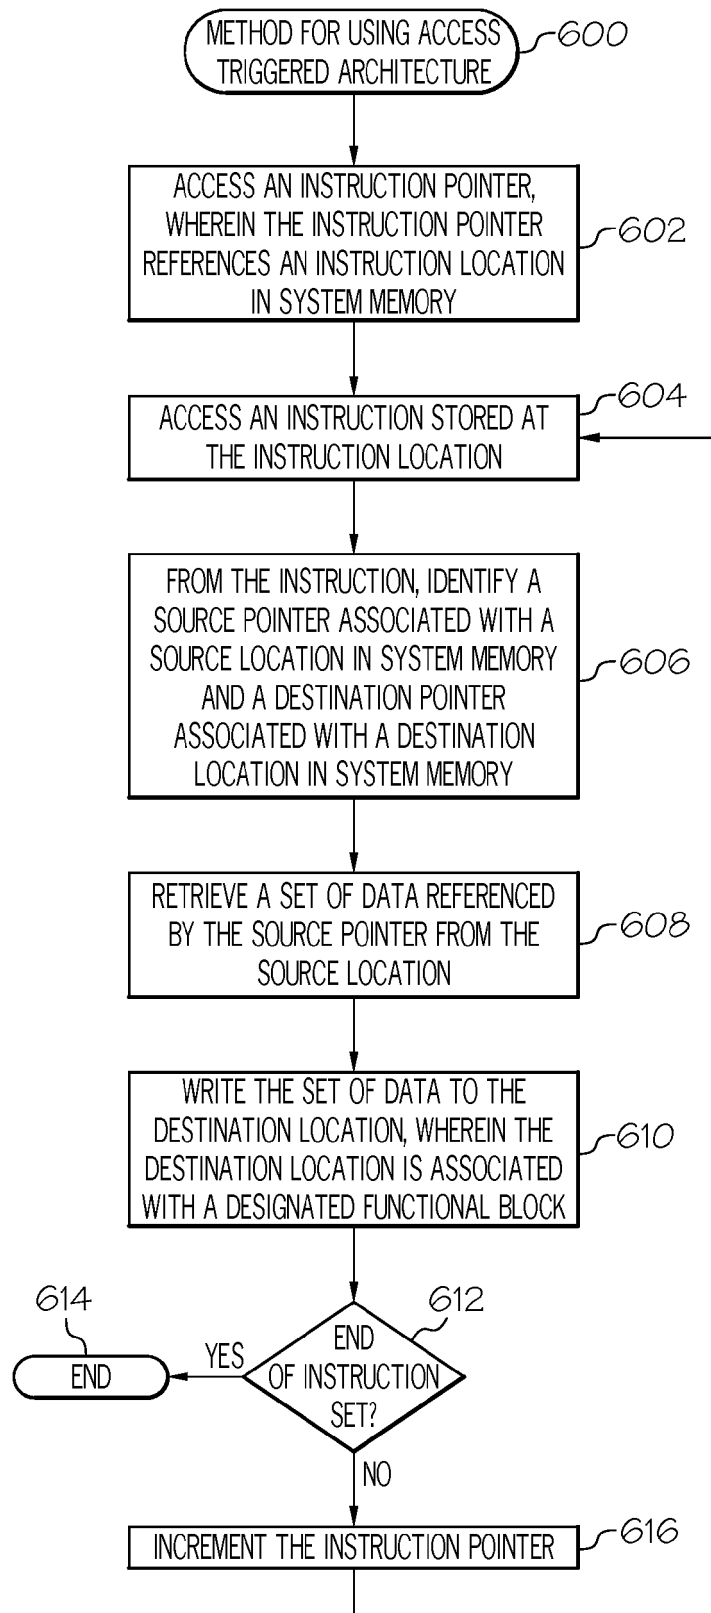 METHOD FOR USING ACCESS
TRIGGERED ARCHITECTURE
600
ACCESS AN INSTRUCTION POINTER,
WHEREIN THE INSTRUCTION POINTER
REFERENCES AN INSTRUCTION LOCATION
IN SYSTEM MEMORY
602
ACCESS AN INSTRUCTION STORED AT
THE INSTRUCTION LOCATION
604
FROM THE INSTRUCTION, IDENTIFY A
SOURCE POINTER ASSOCIATED WITH A
SOURCE LOCATION IN SYSTEM MEMORY
AND A DESTINATION POINTER
ASSOCIATED WITH A DESTINATION
LOCATION IN SYSTEM MEMORY
606
RETRIEVE A SET OF DATA REFERENCED
BY THE SOURCE POINTER FROM THE
SOURCE LOCATION
608
WRITE THE SET OF DATA TO THE
DESTINATION LOCATION, WHEREIN THE
DESTINATION LOCATION IS ASSOCIATED
WITH A DESIGNATED FUNCTIONAL BLOCK
610
END
OF INSTRUCTION
SET?
612
YES
END
614
NO
INCREMENT THE INSTRUCTION POINTER
616